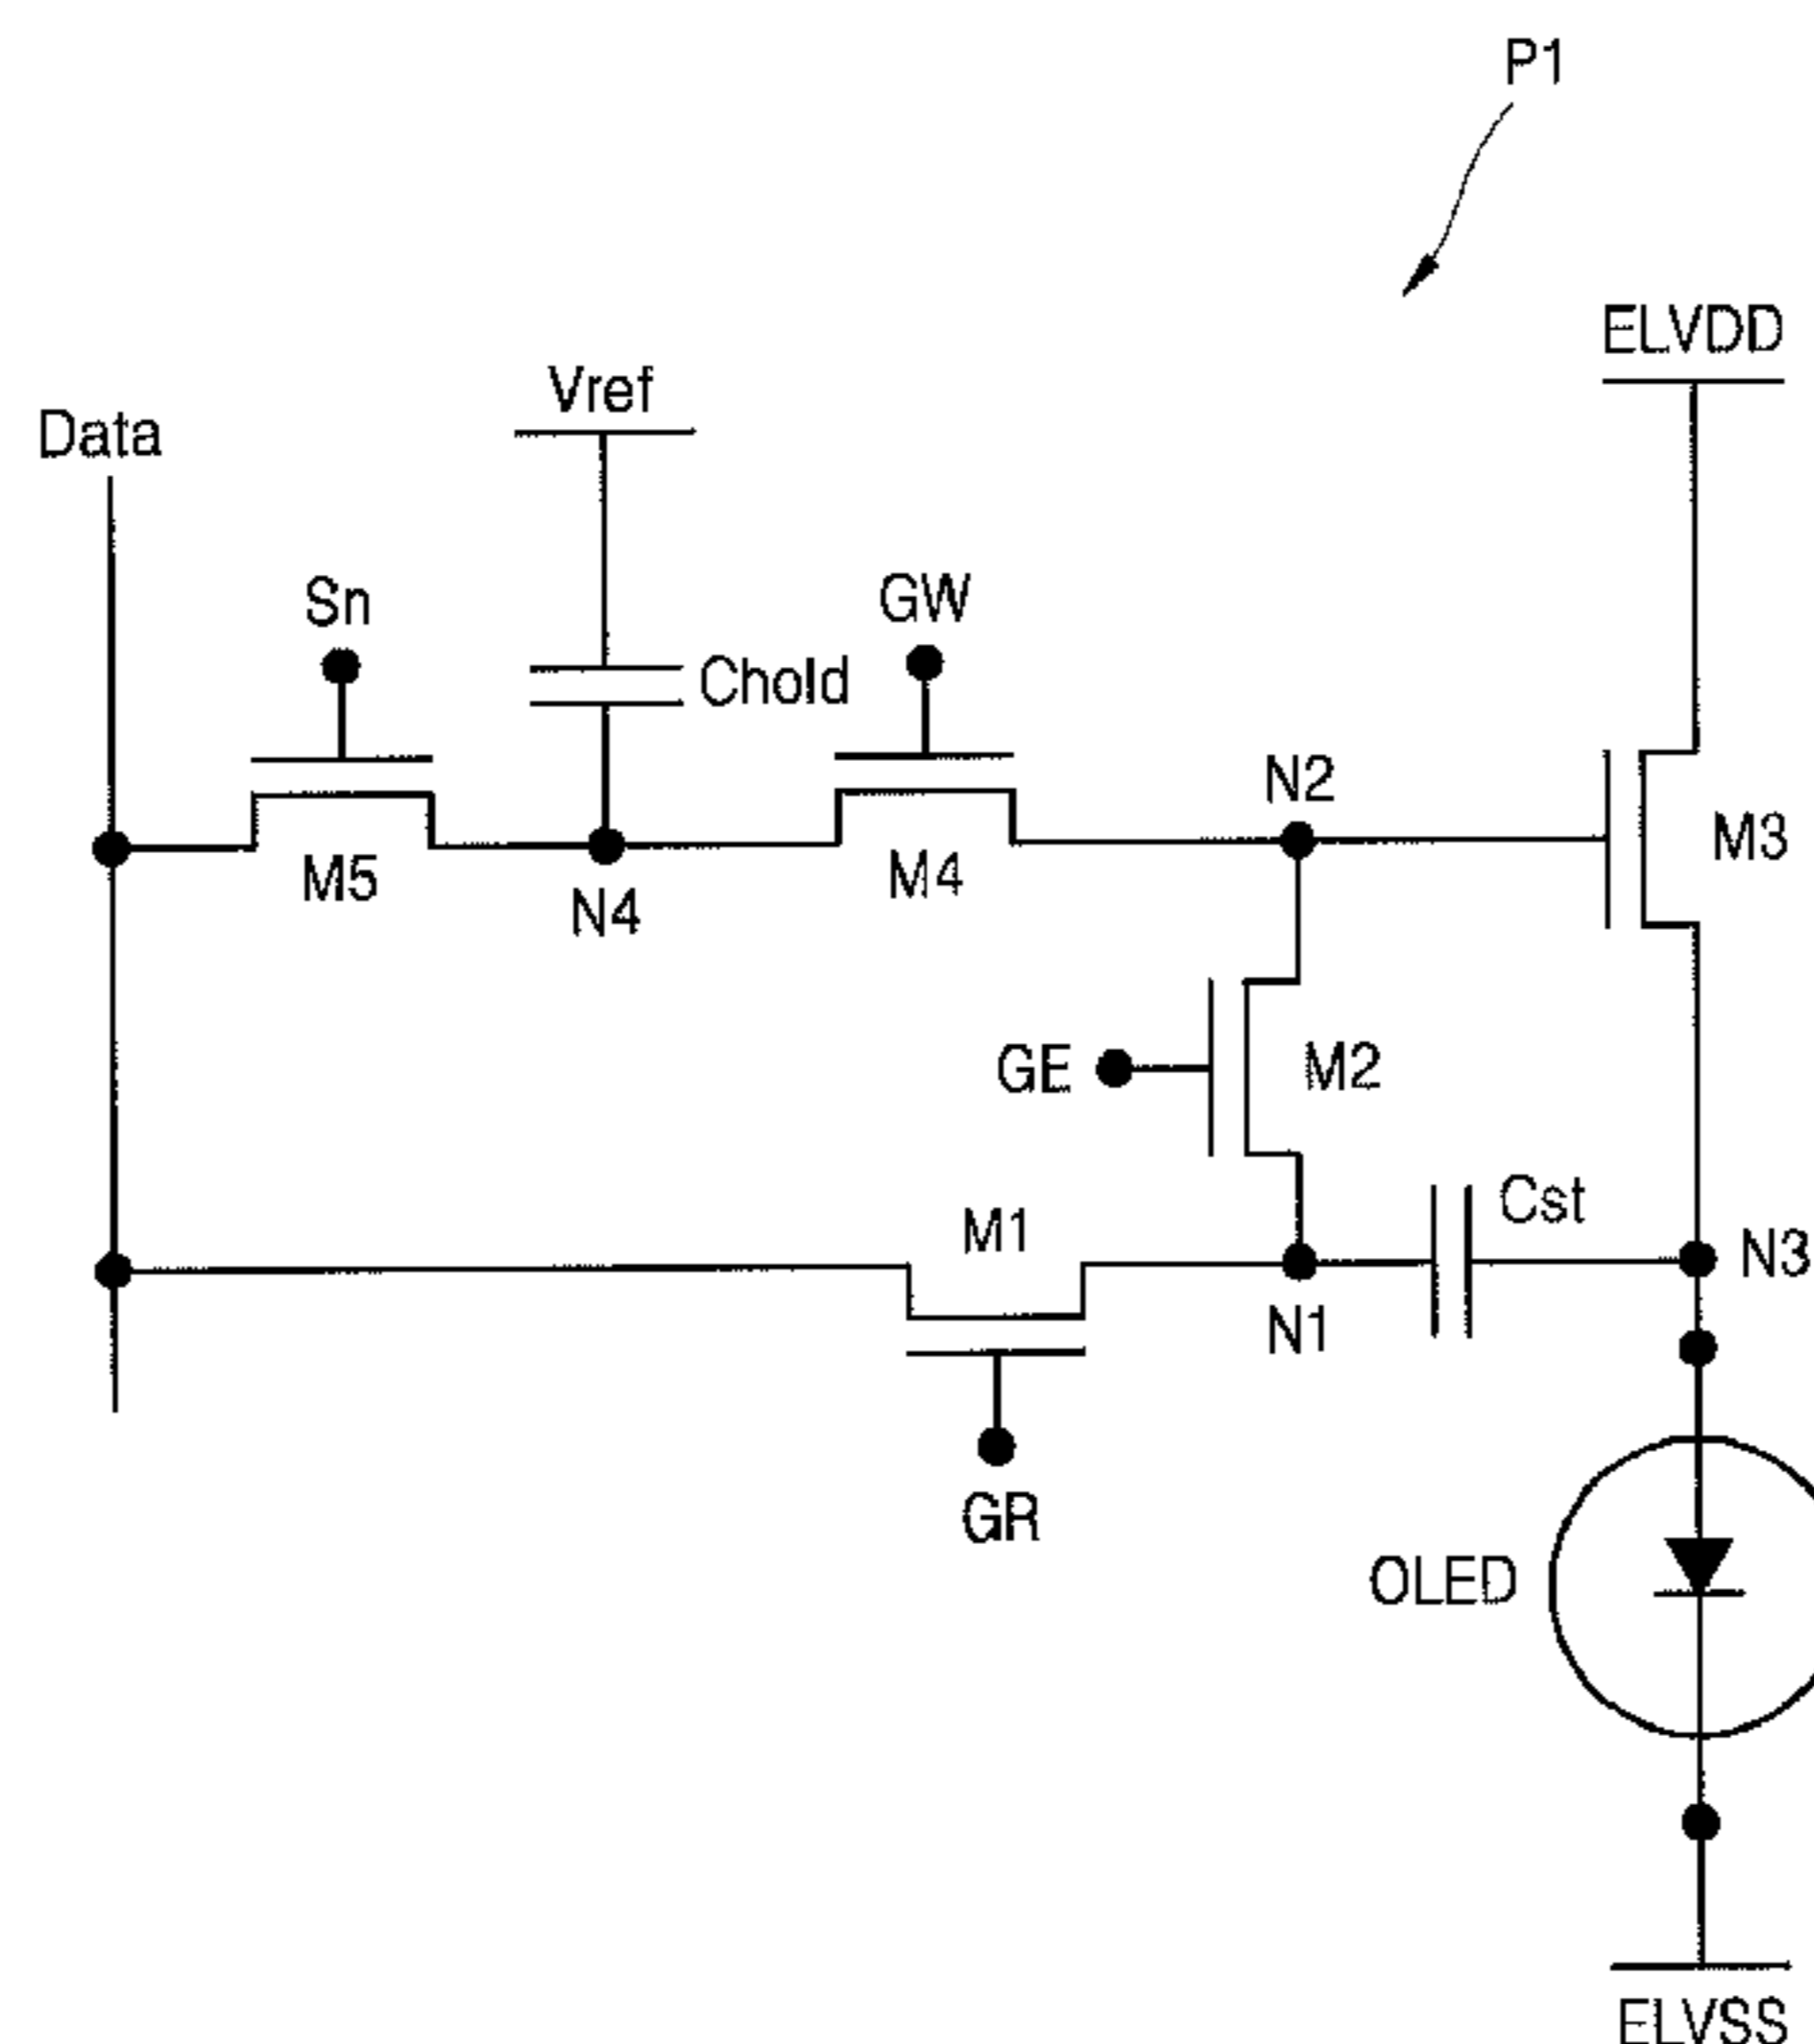 P1
ELVDD
Vref
Data
Sn
GW
Chold
N2
M3
M5
M4
N4
GE
M2
Cst
M1
N3
N1
GR
OLED
ELVSS